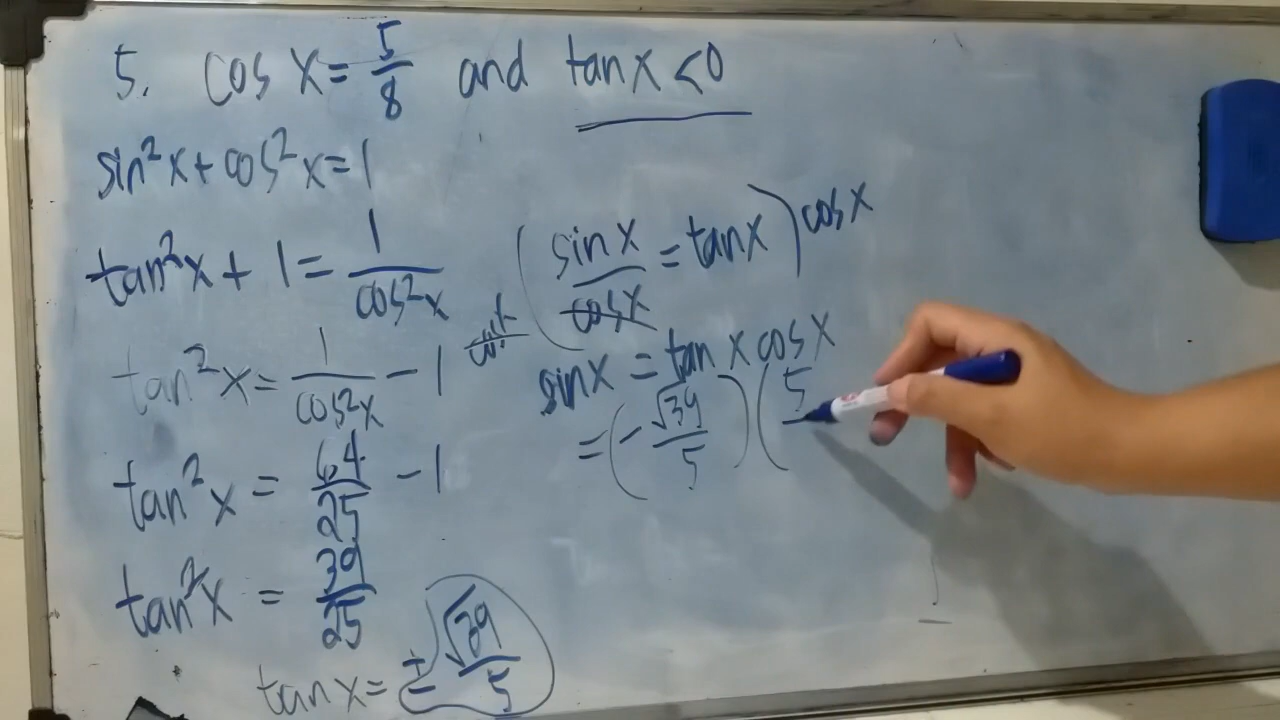 5. cos x = 5/8 and tan x < 0
sin²x + cos²x = 1
tan²x + 1 = 1/cos²x
tan²x = 1/cos²x - 1
tan²x = 64/25 - 1
tan²x = 39/25
tan x = ± √39/5
(sin x/cos x = tan x) cos x
sin x = tan x cos x
= (- √39/5) (5